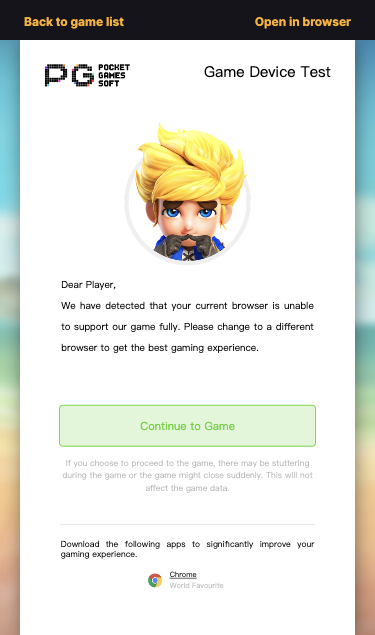 Back to game list
Open in browser
PG POCKET GAMES SOFT
Game Device Test
Dear Player,
We have detected that your current browser is unable
to support our game fully. Please change to a different
browser to get the best gaming experience.
Continue to Game
If you choose to proceed to the game, there may be stuttering
during the game or the game might close suddenly. This will not
affect the game data.
Download the following apps to significantly improve your
gaming experience.
Chrome
World Favourite